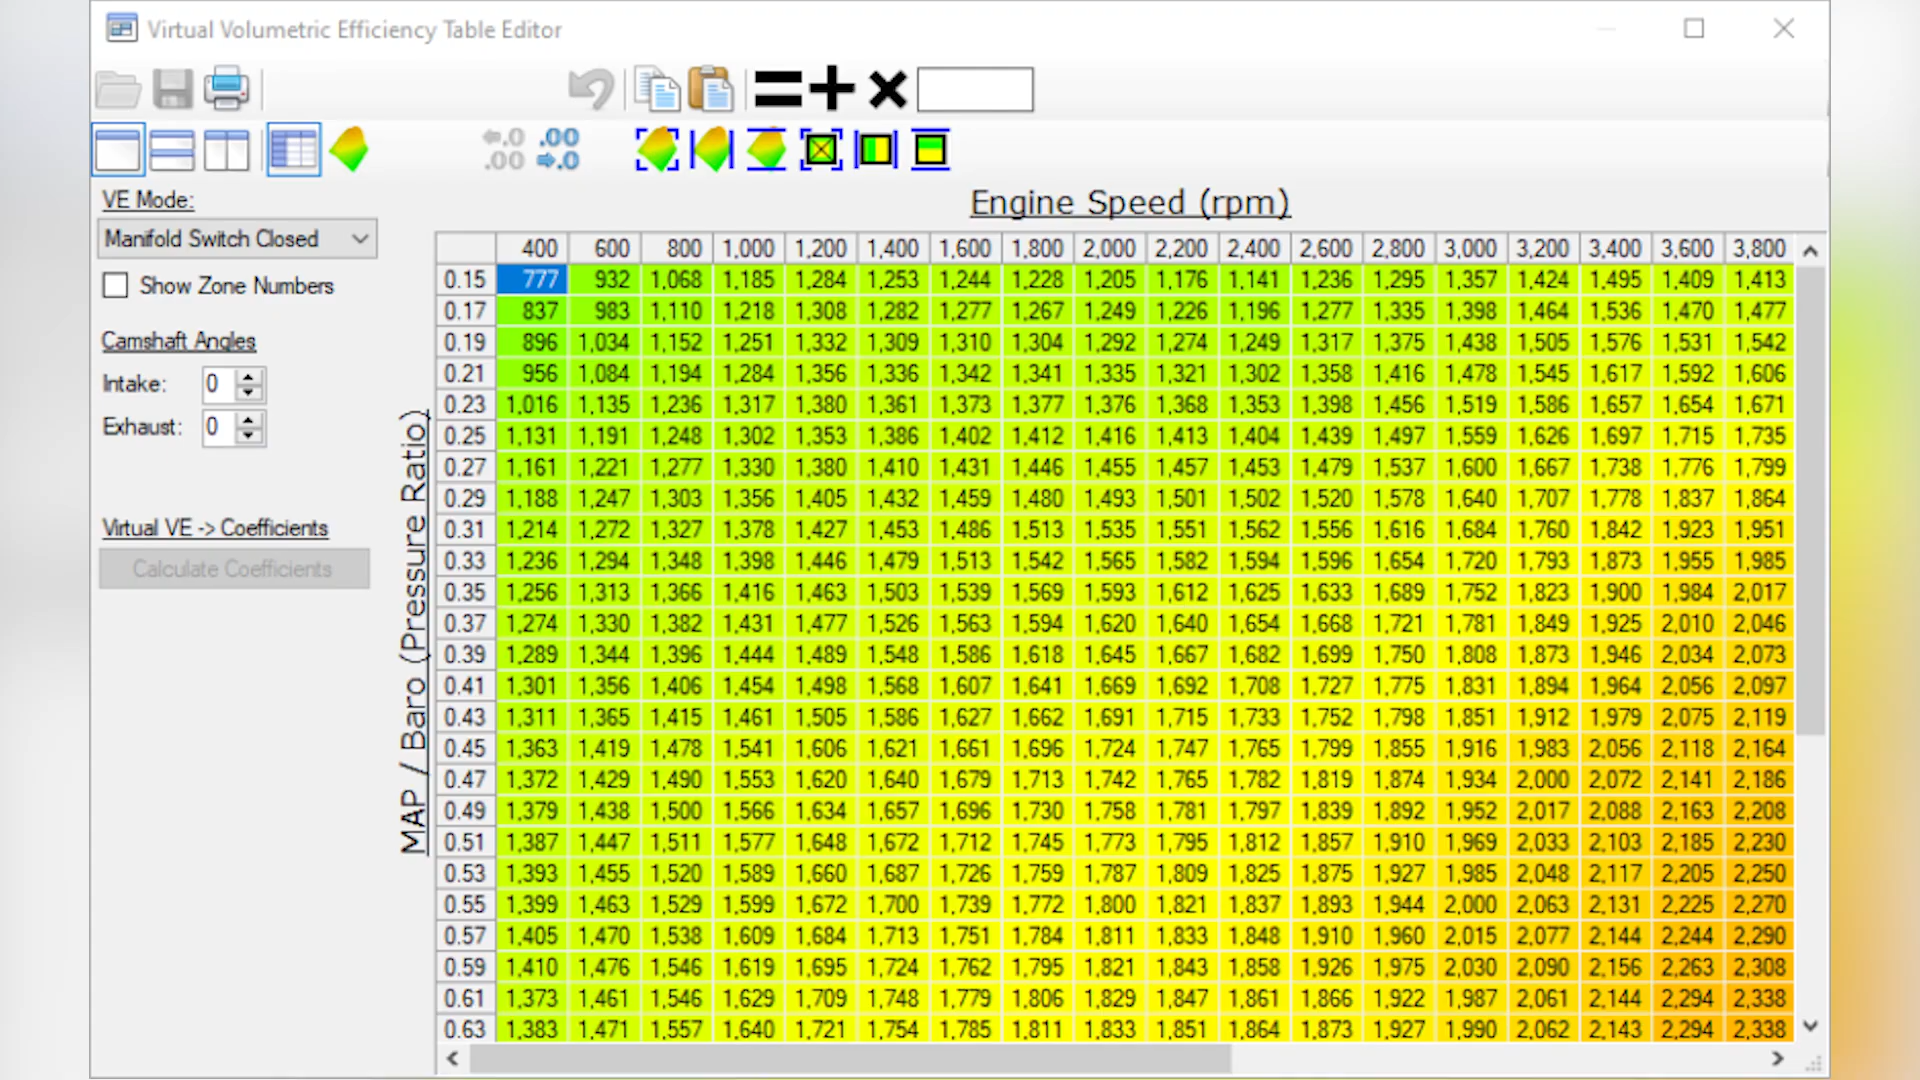 Virtual Volumetric Efficiency Table Editor
←.0 .00
.00 →.0
VE Mode:
Manifold Switch Closed
Show Zone Numbers
Camshaft Angles
Intake: 0
Exhaust: 0
Virtual VE -> Coefficients
Calculate Coefficients
Engine Speed (rpm)
MAP / Baro (Pressure Ratio)
400 600 800 1,000 1,200 1,400 1,600 1,800 2,000 2,200 2,400 2,600 2,800 3,000 3,200 3,400 3,600 3,800
0.15 777 932 1,068 1,185 1,284 1,253 1,244 1,228 1,205 1,176 1,141 1,236 1,295 1,357 1,424 1,495 1,409 1,413
0.17 837 983 1,110 1,218 1,308 1,282 1,277 1,267 1,249 1,226 1,196 1,277 1,335 1,398 1,464 1,536 1,470 1,477
0.19 896 1,034 1,152 1,251 1,332 1,309 1,310 1,304 1,292 1,274 1,249 1,317 1,375 1,438 1,505 1,576 1,531 1,542
0.21 956 1,084 1,194 1,284 1,356 1,336 1,342 1,341 1,335 1,321 1,302 1,358 1,416 1,478 1,545 1,617 1,592 1,606
0.23 1,016 1,135 1,236 1,317 1,380 1,361 1,373 1,377 1,376 1,368 1,353 1,398 1,456 1,519 1,586 1,657 1,654 1,671
0.25 1,131 1,191 1,248 1,302 1,353 1,386 1,402 1,412 1,416 1,413 1,404 1,439 1,497 1,559 1,626 1,697 1,715 1,735
0.27 1,161 1,221 1,277 1,330 1,380 1,410 1,431 1,446 1,455 1,457 1,453 1,479 1,537 1,600 1,667 1,738 1,776 1,799
0.29 1,188 1,247 1,303 1,356 1,405 1,432 1,459 1,480 1,493 1,501 1,502 1,520 1,578 1,640 1,707 1,778 1,837 1,864
0.31 1,214 1,272 1,327 1,378 1,427 1,453 1,486 1,513 1,535 1,551 1,562 1,556 1,616 1,684 1,760 1,842 1,923 1,951
0.33 1,236 1,294 1,348 1,398 1,446 1,479 1,513 1,542 1,565 1,582 1,594 1,596 1,654 1,720 1,793 1,873 1,955 1,985
0.35 1,256 1,313 1,366 1,416 1,463 1,503 1,539 1,569 1,593 1,612 1,625 1,633 1,689 1,752 1,823 1,900 1,984 2,017
0.37 1,274 1,330 1,382 1,431 1,477 1,526 1,563 1,594 1,620 1,640 1,654 1,668 1,721 1,781 1,849 1,925 2,010 2,046
0.39 1,289 1,344 1,396 1,444 1,489 1,548 1,586 1,618 1,645 1,667 1,682 1,699 1,750 1,808 1,873 1,946 2,034 2,073
0.41 1,301 1,356 1,406 1,454 1,498 1,568 1,607 1,641 1,669 1,692 1,708 1,727 1,775 1,831 1,894 1,964 2,056 2,097
0.43 1,311 1,365 1,415 1,461 1,505 1,586 1,627 1,662 1,691 1,715 1,733 1,752 1,798 1,851 1,912 1,979 2,075 2,119
0.45 1,363 1,419 1,478 1,541 1,606 1,621 1,661 1,696 1,724 1,747 1,765 1,799 1,855 1,916 1,983 2,056 2,118 2,164
0.47 1,372 1,429 1,490 1,553 1,620 1,640 1,679 1,713 1,742 1,765 1,782 1,819 1,874 1,934 2,000 2,072 2,141 2,186
0.49 1,379 1,438 1,500 1,566 1,634 1,657 1,696 1,730 1,758 1,781 1,797 1,839 1,892 1,952 2,017 2,088 2,163 2,208
0.51 1,387 1,447 1,511 1,577 1,648 1,672 1,712 1,745 1,773 1,795 1,812 1,857 1,910 1,969 2,033 2,103 2,185 2,230
0.53 1,393 1,455 1,520 1,589 1,660 1,687 1,726 1,759 1,787 1,809 1,825 1,875 1,927 1,985 2,048 2,117 2,205 2,250
0.55 1,399 1,463 1,529 1,599 1,672 1,700 1,739 1,772 1,800 1,821 1,837 1,893 1,944 2,000 2,063 2,131 2,225 2,270
0.57 1,405 1,470 1,538 1,609 1,684 1,713 1,751 1,784 1,811 1,833 1,848 1,910 1,960 2,015 2,077 2,144 2,244 2,290
0.59 1,410 1,476 1,546 1,619 1,695 1,724 1,762 1,795 1,821 1,843 1,858 1,926 1,975 2,030 2,090 2,156 2,263 2,308
0.61 1,373 1,461 1,546 1,629 1,709 1,748 1,779 1,806 1,829 1,847 1,861 1,866 1,922 1,987 2,061 2,144 2,294 2,338
0.63 1,383 1,471 1,557 1,640 1,721 1,754 1,785 1,811 1,833 1,851 1,864 1,873 1,927 1,990 2,062 2,143 2,294 2,338